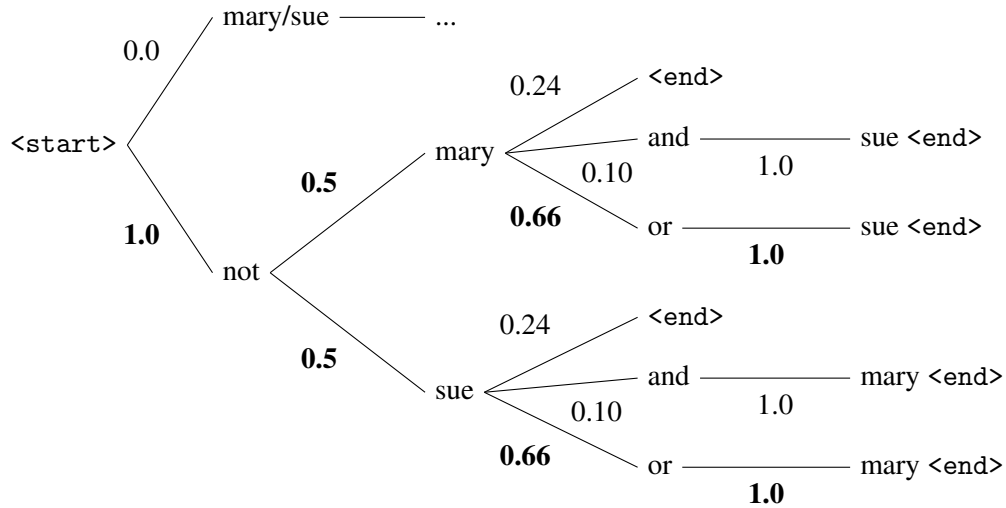 mary/sue ...
0.0
0.24 <end>
<start> mary and sue <end>
0.5 0.10 1.0
1.0 0.66 or sue <end>
1.0
not
0.24 <end>
0.5 and mary <end>
sue 0.10 1.0
0.66 or mary <end>
1.0